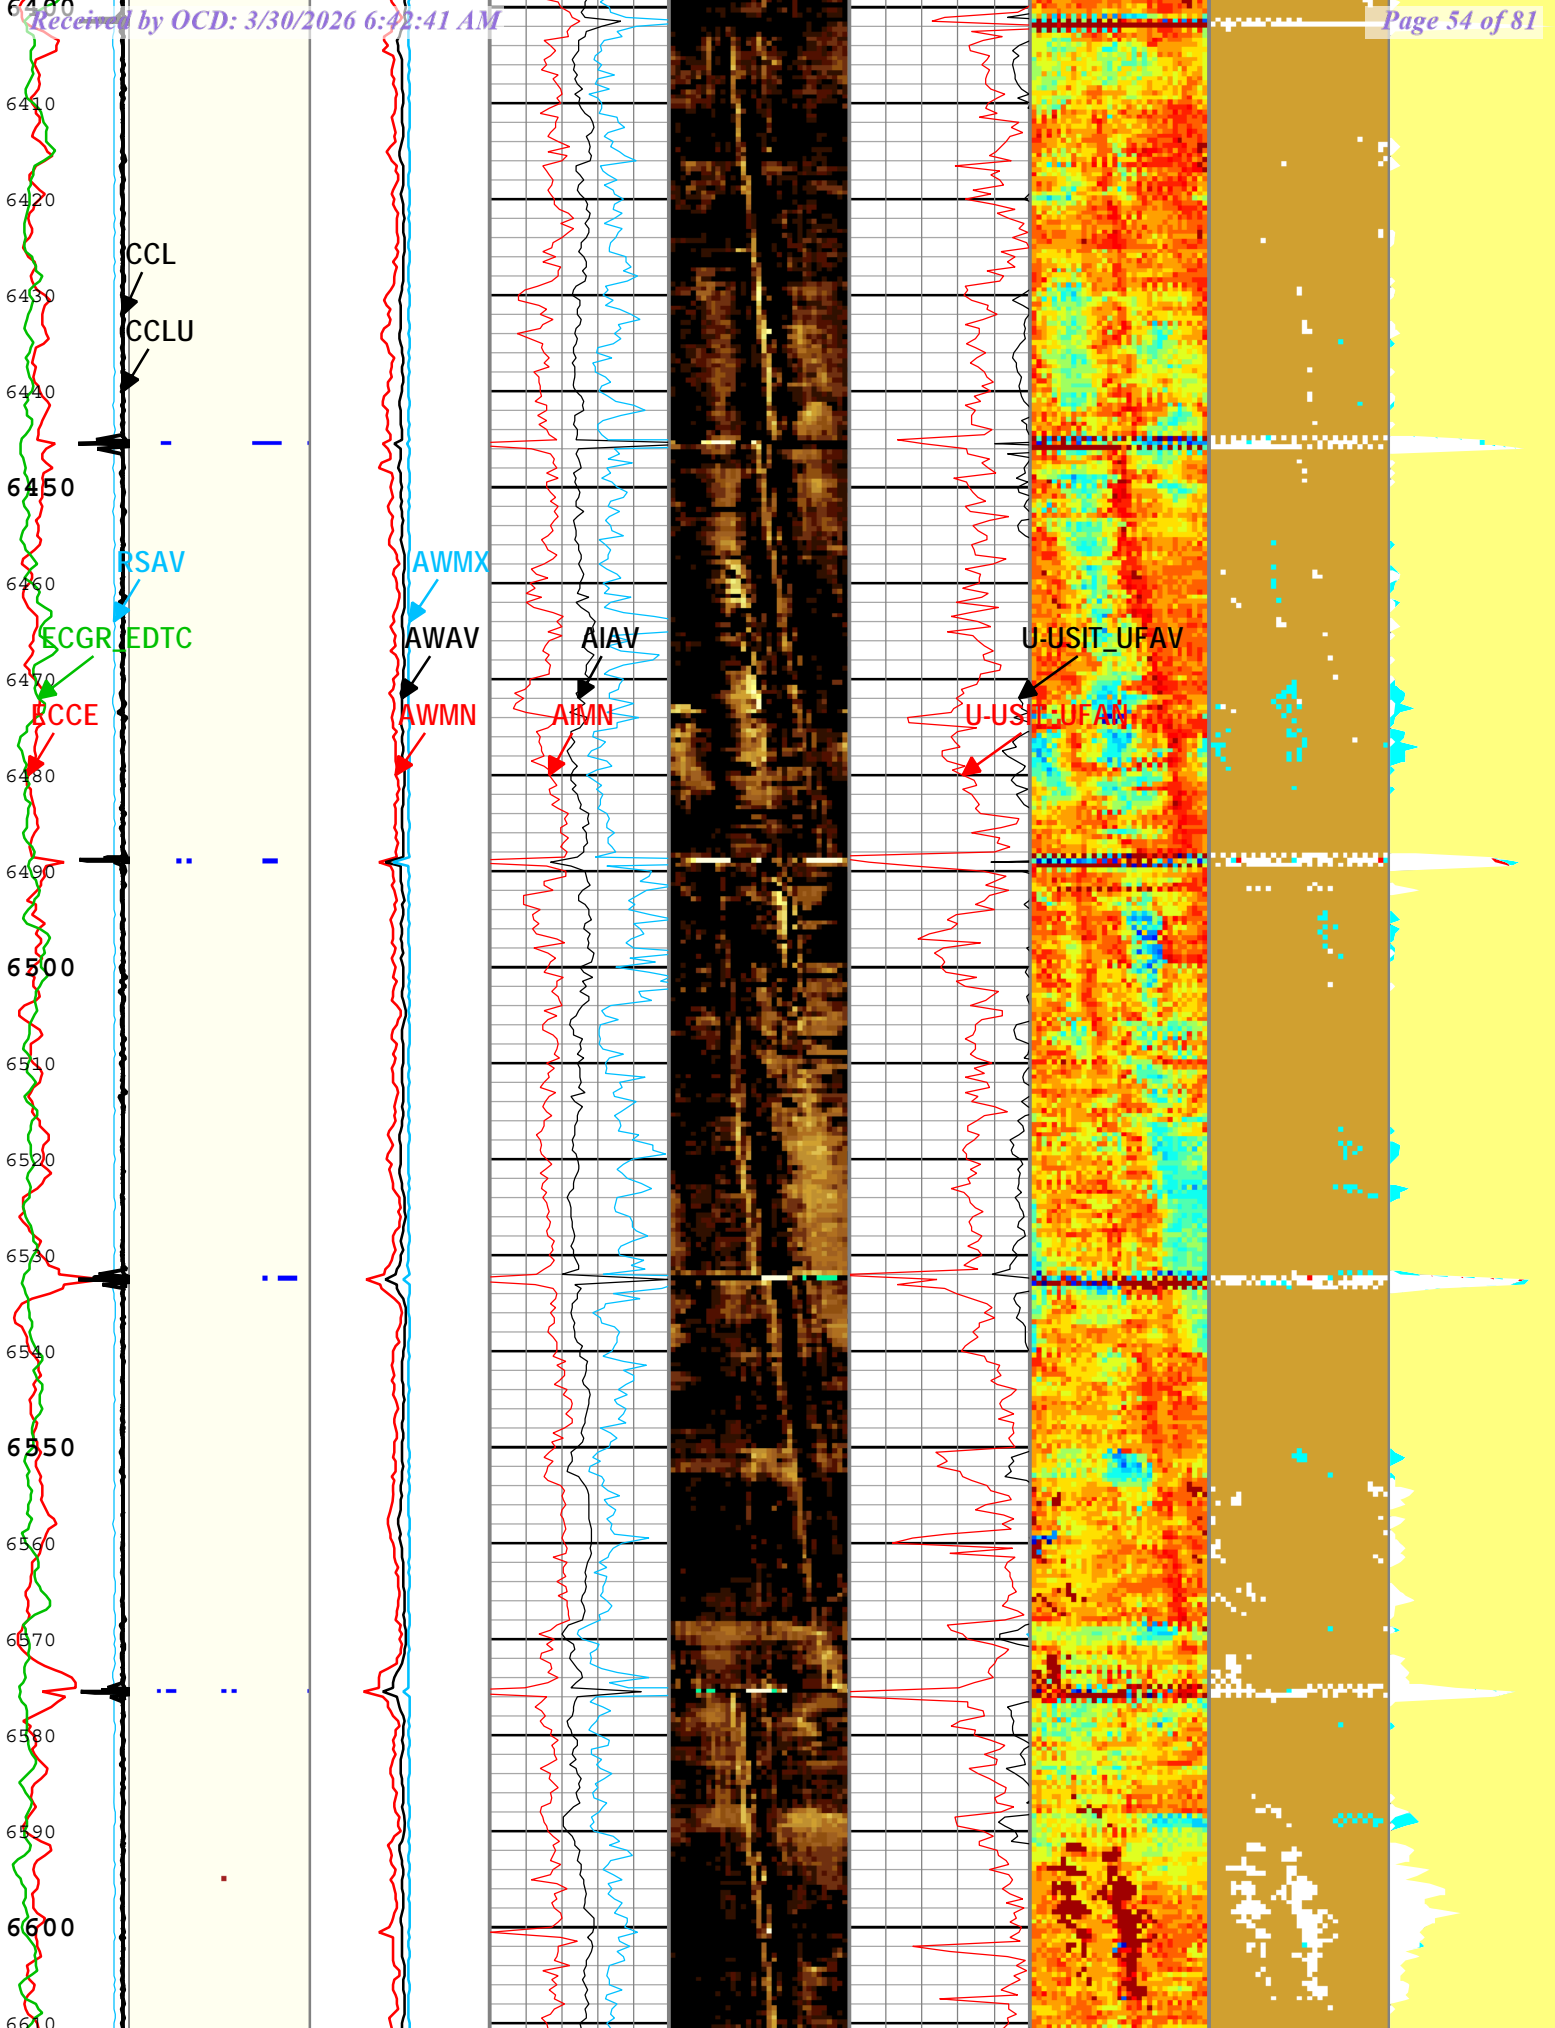 6400
Received by OCD: 3/30/2026 6:42:41 AM
Page 54 of 81
6410
6420
CCL
6430
CCLU
6440
6450
RSAV
AWMX
6460
ECGR_EDTC
AWAV
AIAV
U-USIT_UFAV
6470
ECCE
AWMN
AIMN
U-USIT_UFAN
6480
6490
6500
6510
6520
6530
6540
6550
6560
6570
6580
6590
6600
6610